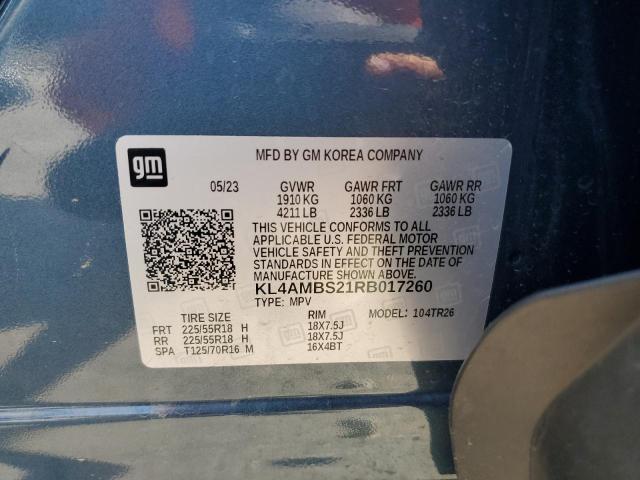 gm
MFD BY GM KOREA COMPANY
05/23 GVWR GAWR FRT GAWR RR
1910 KG 1060 KG 1060 KG
4211 LB 2336 LB 2336 LB
THIS VEHICLE CONFORMS TO ALL
APPLICABLE U.S. FEDERAL MOTOR
VEHICLE SAFETY AND THEFT PREVENTION
STANDARDS IN EFFECT ON THE DATE OF
MANUFACTURE SHOWN ABOVE.
KL4AMBS21RB017260
TYPE: MPV MODEL: 104TR26
TIRE SIZE RIM
FRT 225/55R18 H 18X7.5J
RR 225/55R18 H 18X7.5J
SPA T125/70R16 M 16X4BT